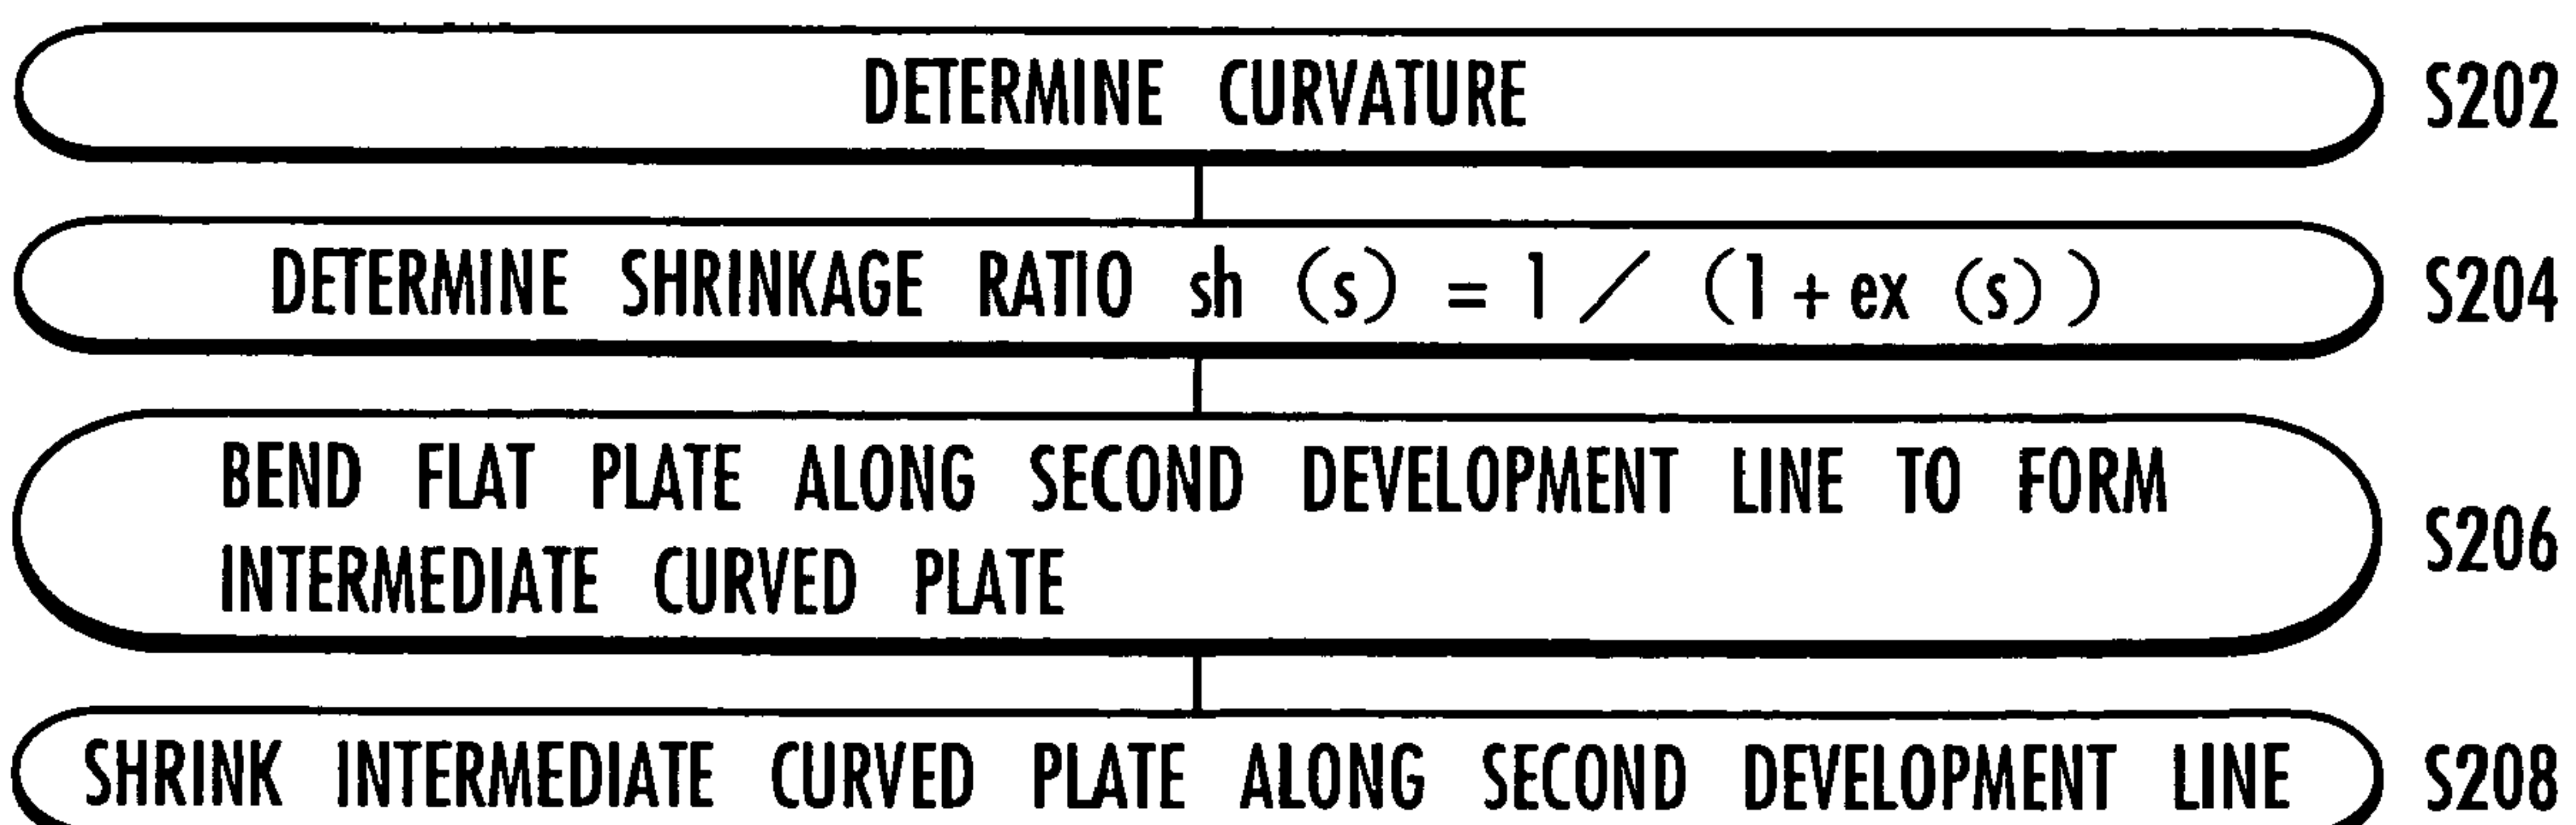 DETERMINE CURVATURE S202
DETERMINE SHRINKAGE RATIO sh (s) = 1 / (1 + ex (s))  S204
BEND FLAT PLATE ALONG SECOND DEVELOPMENT LINE TO FORM
INTERMEDIATE CURVED PLATE
S206
SHRINK INTERMEDIATE CURVED PLATE ALONG SECOND DEVELOPMENT LINE S208